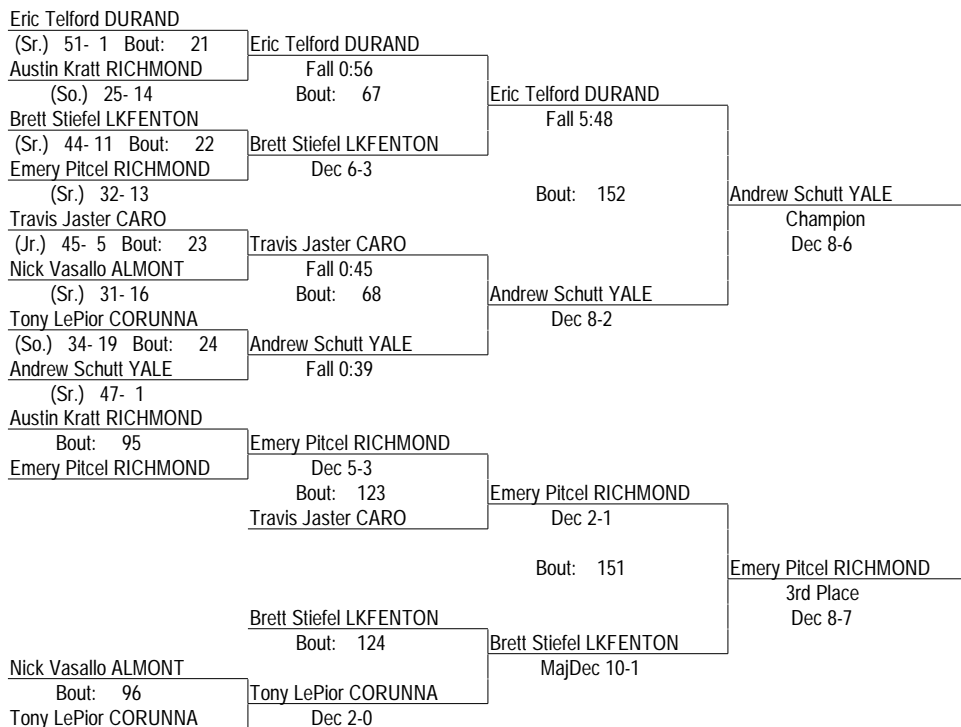 Eric Telford DURAND
(Sr.) 51- 1 Bout: 21 Eric Telford DURAND
Austin Kratt RICHMOND Fall 0:56
(So.) 25- 14 Bout: 67 Eric Telford DURAND
Brett Stiefel LKFENTON Fall 5:48
(Sr.) 44- 11 Bout: 22 Brett Stiefel LKFENTON
Emery Pitcel RICHMOND Dec 6-3
(Sr.) 32- 13 Bout: 152 Andrew Schutt YALE
Travis Jaster CARO Champion
(Jr.) 45- 5 Bout: 23 Travis Jaster CARO Dec 8-6
Nick Vasallo ALMONT Fall 0:45
(Sr.) 31- 16 Bout: 68 Andrew Schutt YALE
Tony LePior CORUNNA Dec 8-2
(So.) 34- 19 Bout: 24 Andrew Schutt YALE
Andrew Schutt YALE Fall 0:39
(Sr.) 47- 1
Austin Kratt RICHMOND
Bout: 95 Emery Pitcel RICHMOND
Emery Pitcel RICHMOND Dec 5-3
Bout: 123 Emery Pitcel RICHMOND
Travis Jaster CARO Dec 2-1
Bout: 151 Emery Pitcel RICHMOND
3rd Place
Brett Stiefel LKFENTON Dec 8-7
Bout: 124 Brett Stiefel LKFENTON
Nick Vasallo ALMONT MajDec 10-1
Bout: 96 Tony LePior CORUNNA
Tony LePior CORUNNA Dec 2-0